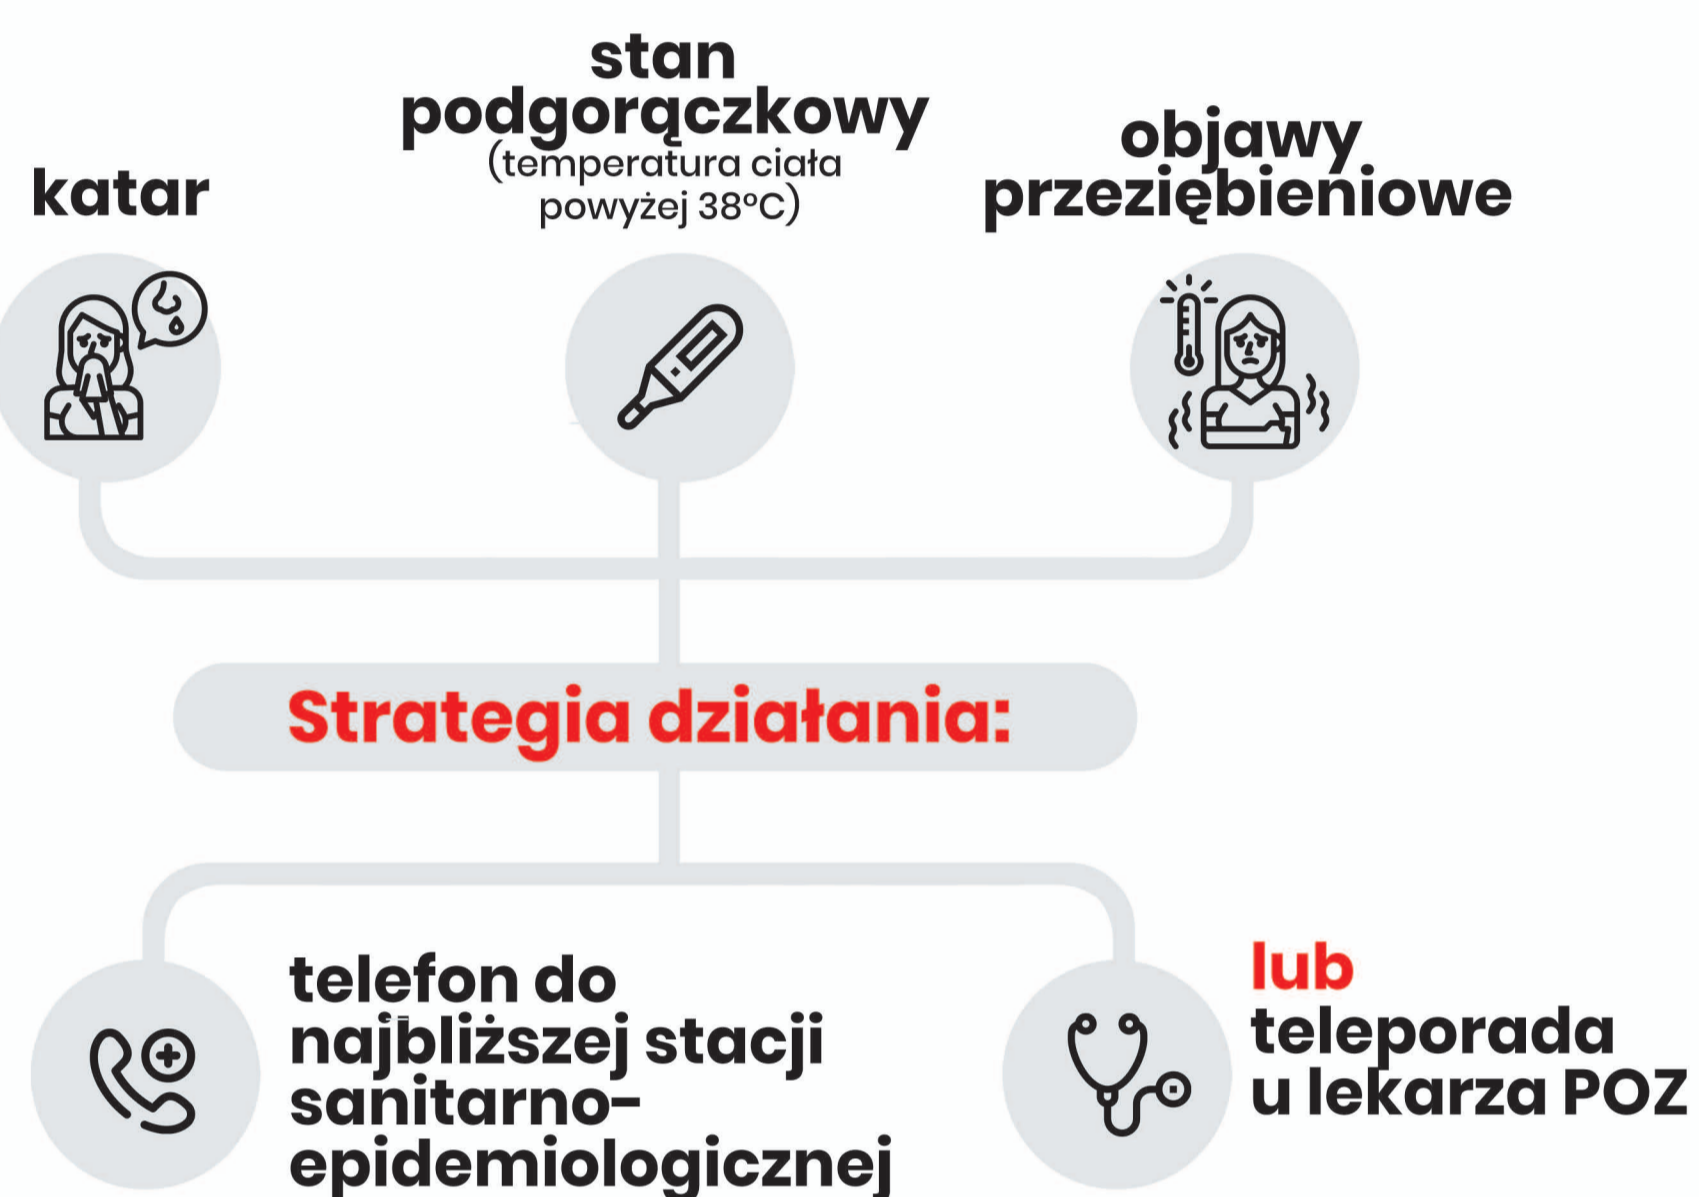 katar
stan
podgorączkowy
(temperatura ciała
powyżej 38°C)
objawy
przeziębieniowe
Strategia działania:
telefon do
najbliższej stacji
sanitarno-
epidemiologicznej
lub
teleporada
u lekarza POZ